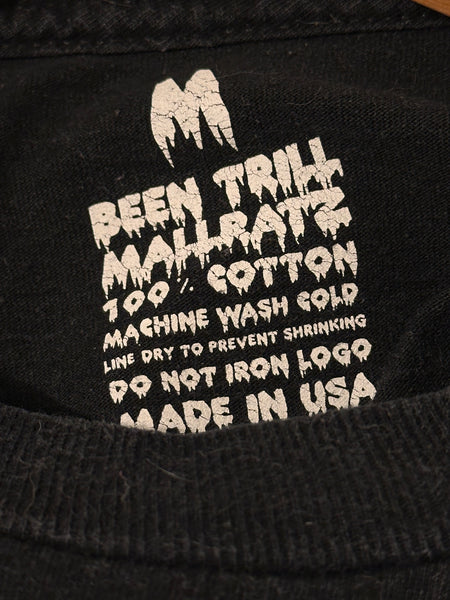 M
BEEN TRILL
MALLRATZ
100% COTTON
MACHINE WASH COLD
LINE DRY TO PREVENT SHRINKING
DO NOT IRON LOGO
MADE IN USA